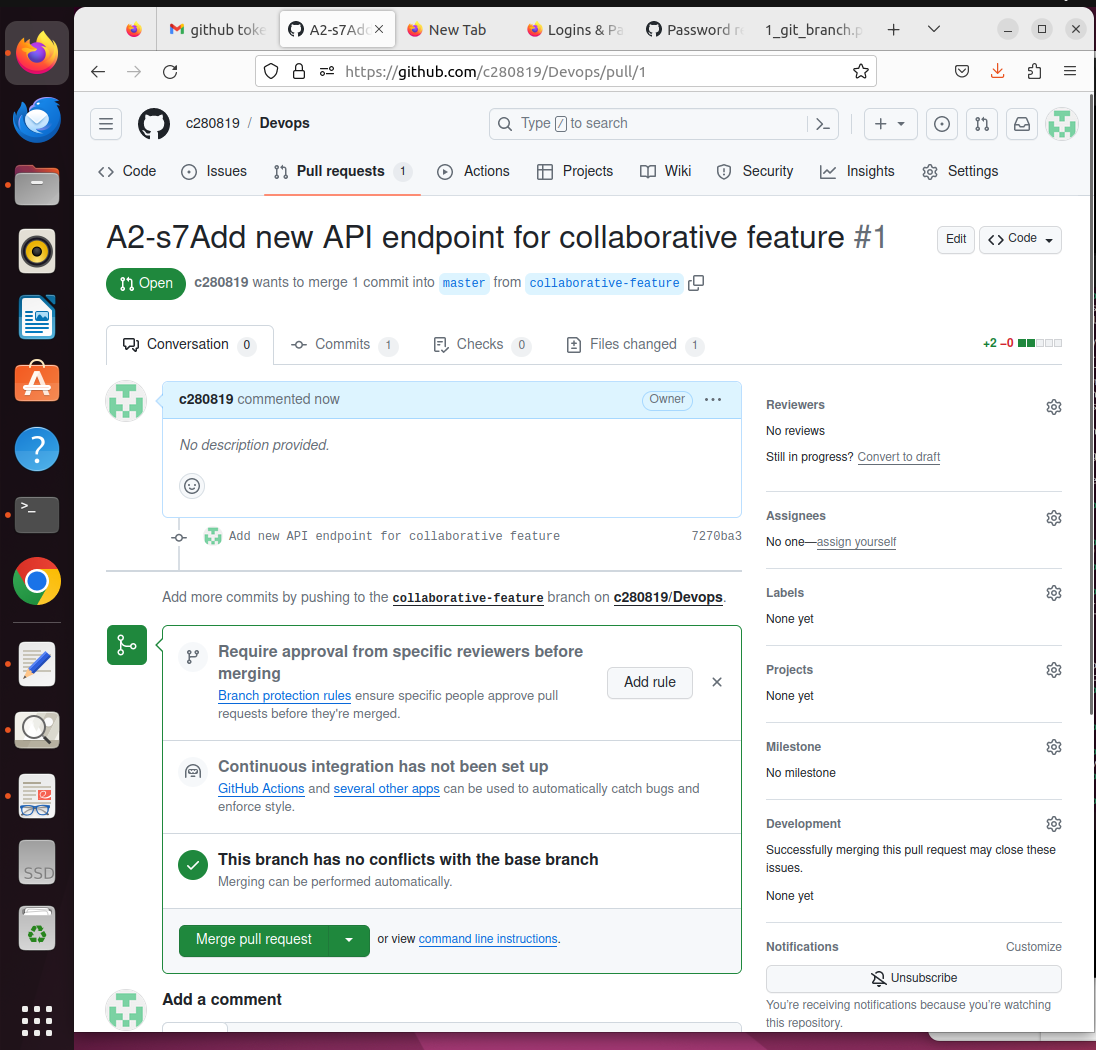 github toke
A2-s7Add
New Tab
Logins & Pa
Password re
1_git_branch.p
https://github.com/c280819/Devops/pull/1
c280819 / Devops
Type / to search
Code
Issues
Pull requests 1
Actions
Projects
Wiki
Security
Insights
Settings
A2-s7Add new API endpoint for collaborative feature #1
Edit
Code
Open
c280819 wants to merge 1 commit into master from collaborative-feature
Conversation 0
Commits 1
Checks 0
Files changed 1
+2 −0
c280819 commented now
Owner
No description provided.
Add new API endpoint for collaborative feature
7270ba3
Add more commits by pushing to the collaborative-feature branch on c280819/Devops.
Require approval from specific reviewers before
merging
Branch protection rules ensure specific people approve pull
requests before they're merged.
Add rule
Continuous integration has not been set up
GitHub Actions and several other apps can be used to automatically catch bugs and
enforce style.
This branch has no conflicts with the base branch
Merging can be performed automatically.
Merge pull request
or view command line instructions.
Add a comment
Reviewers
No reviews
Still in progress? Convert to draft
Assignees
No one—assign yourself
Labels
None yet
Projects
None yet
Milestone
No milestone
Development
Successfully merging this pull request may close these
issues.
None yet
Notifications
Customize
Unsubscribe
You're receiving notifications because you're watching
this repository.
SSD